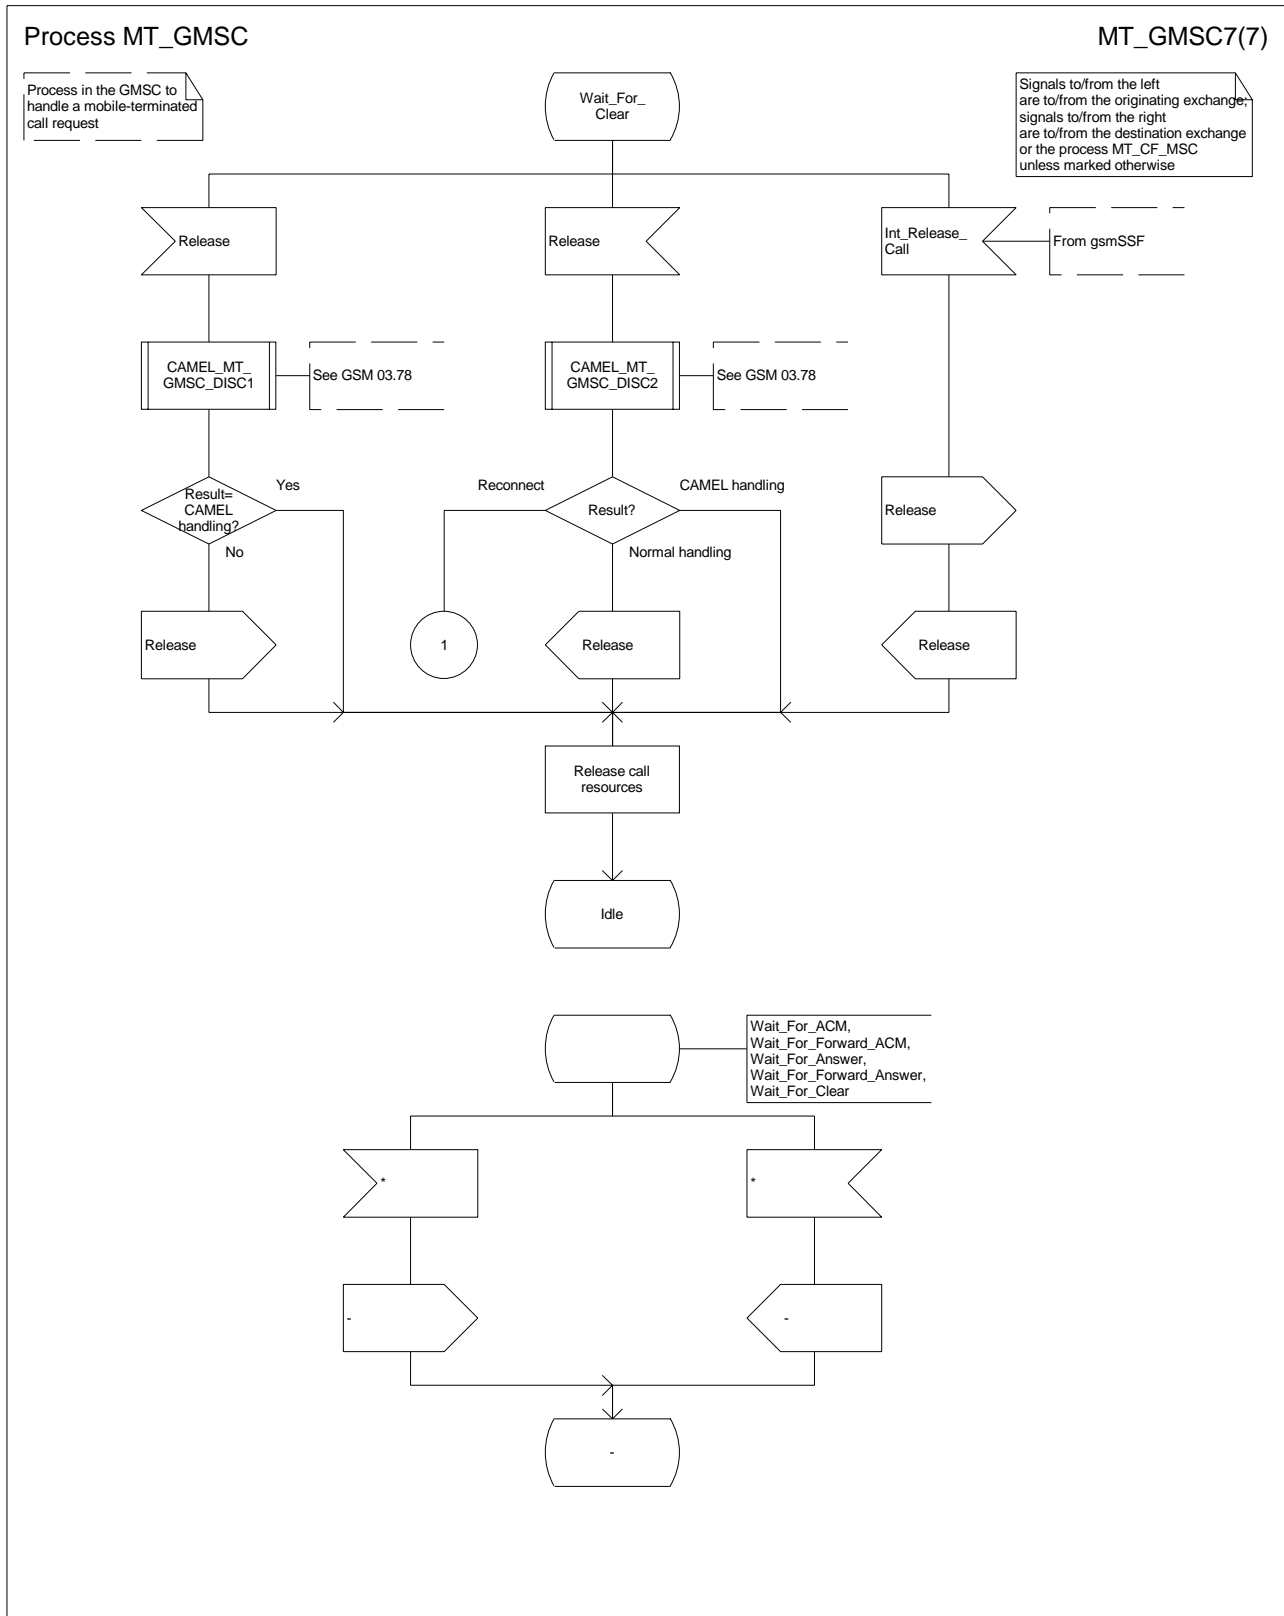 Process MT_GMSC
MT_GMSC7(7)
Process in the GMSC to
handle a mobile-terminated
call request
Wait_For_
Clear
Signals to/from the left
are to/from the originating exchange;
signals to/from the right
are to/from the destination exchange
or the process MT_CF_MSC
unless marked otherwise
Release
Release
Int_Release_
Call
From gsmSSF
CAMEL_MT_
GMSC_DISC1
See GSM 03.78
CAMEL_MT_
GMSC_DISC2
See GSM 03.78
Result=
CAMEL
handling?
Yes
No
Reconnect
Result?
CAMEL handling
Normal handling
Release
Release
1
Release
Release
Release call
resources
Idle
Wait_For_ACM,
Wait_For_Forward_ACM,
Wait_For_Answer,
Wait_For_Forward_Answer,
Wait_For_Clear
*
*
-
-
-